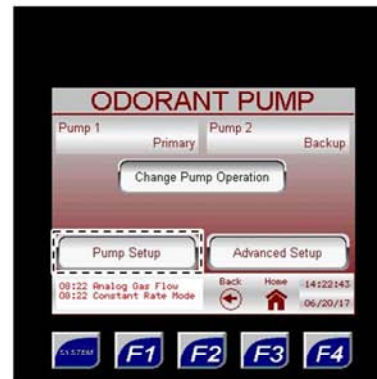 ODORANT PUMP
Pump 1
Primary
Pump 2
Backup
Change Pump Operation
Pump Setup
Advanced Setup
08:22 Analog Gas Flow
08:22 Constant Rate Mode
Back
Home
14:22:43
06/20/17
SYSTEM
F1
F2
F3
F4